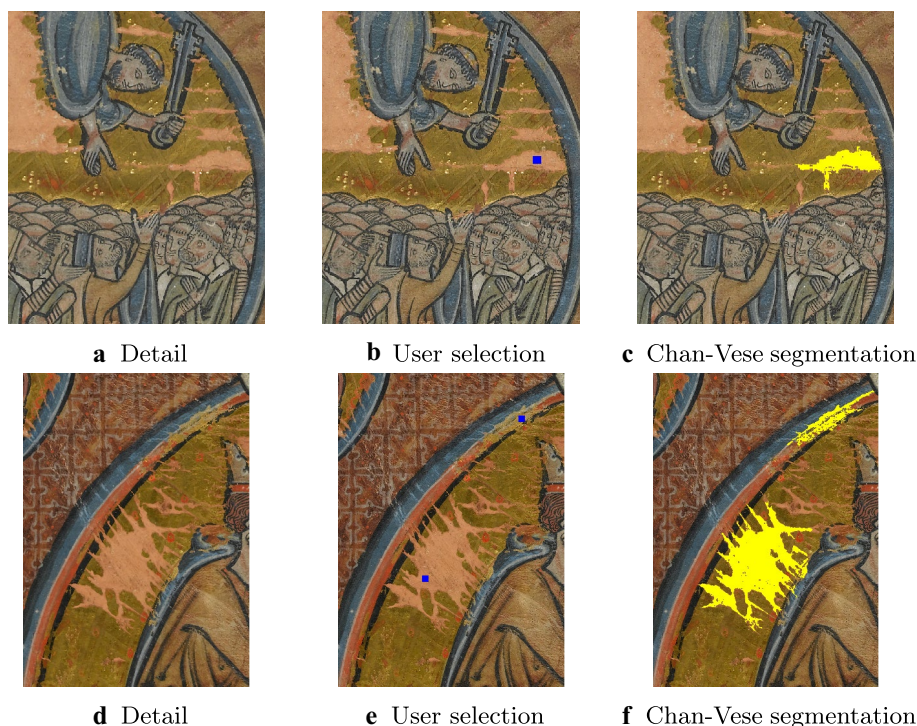 a Detail
b User selection
c Chan-Vese segmentation
d Detail
e User selection
f Chan-Vese segmentation